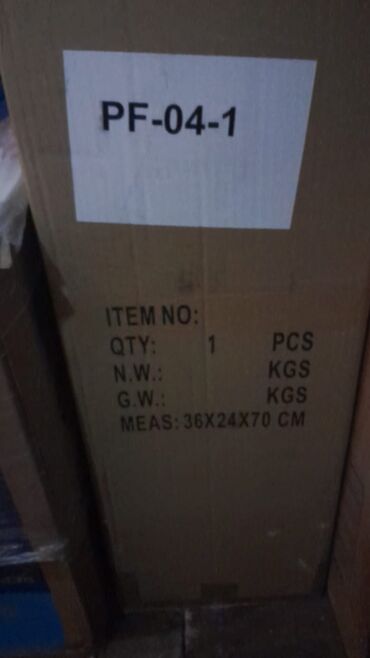 PF-04-1
ITEM NO:
QTY: 1 PCS
N.W.: KGS
G.W.: KGS
MEAS: 36X24X70 CM